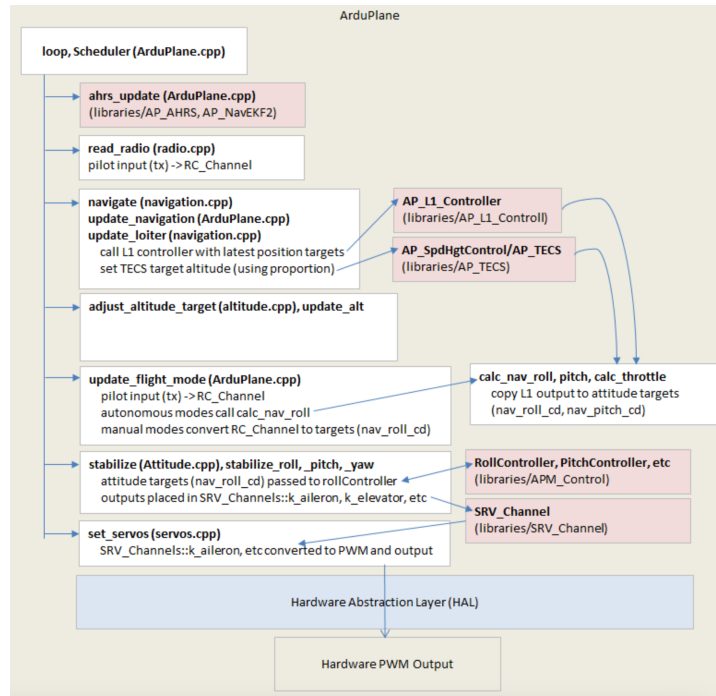 ArduPlane
loop, Scheduler (ArduPlane.cpp)
ahrs_update (ArduPlane.cpp)
(libraries/AP_AHRS, AP_NavEKF2)
read_radio (radio.cpp)
pilot input (tx) ->RC_Channel
navigate (navigation.cpp)
update_navigation (ArduPlane.cpp)
update_loiter (navigation.cpp)
call L1 controller with latest position targets
set TECS target altitude (using proportion)
AP_L1_Controller
(libraries/AP_L1_Controll)
AP_SpdHgtControl/AP_TECS
(libraries/AP_TECS)
adjust_altitude_target (altitude.cpp), update_alt
update_flight_mode (ArduPlane.cpp)
pilot input (tx) ->RC_Channel
autonomous modes call calc_nav_roll
manual modes convert RC_Channel to targets (nav_roll_cd)
calc_nav_roll, pitch, calc_throttle
copy L1 output to attitude targets
(nav_roll_cd, nav_pitch_cd)
stabilize (Attitude.cpp), stabilize_roll, _pitch, _yaw
attitude targets (nav_roll_cd) passed to rollController
outputs placed in SRV_Channels::k_aileron, k_elevator, etc
RollController, PitchController, etc
(libraries/APM_Control)
SRV_Channel
(libraries/SRV_Channel)
set_servos (servos.cpp)
SRV_Channels::k_aileron, etc converted to PWM and output
Hardware Abstraction Layer (HAL)
Hardware PWM Output